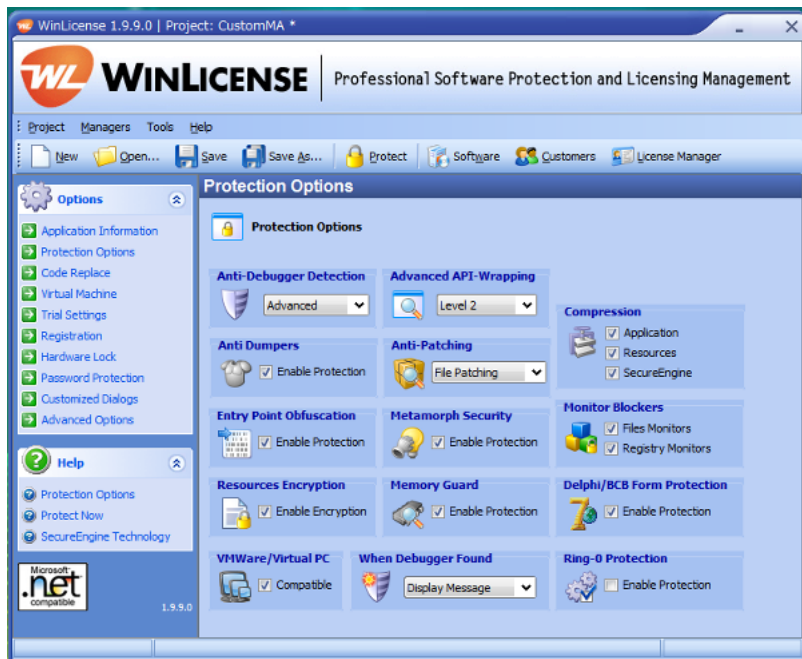 WinLicense 1.9.9.0 | Project: CustomMA *
WL WINLICENSE Professional Software Protection and Licensing Management
Project Managers Tools Help
New Open... Save Save As... Protect Software Customers License Manager
Options
Application Information
Protection Options
Code Replace
Virtual Machine
Trial Settings
Registration
Hardware Lock
Password Protection
Customized Dialogs
Advanced Options
Help
Protection Options
Protect Now
SecureEngine Technology
Microsoft
.net
compatible
1.9.9.0
Protection Options
Protection Options
Anti-Debugger Detection
Advanced
Advanced API-Wrapping
Level 2
Compression
Application
Resources
SecureEngine
Anti Dumpers
Enable Protection
Anti-Patching
File Patching
Monitor Blockers
Files Monitors
Registry Monitors
Entry Point Obfuscation
Enable Protection
Metamorph Security
Enable Protection
Resources Encryption
Enable Encryption
Memory Guard
Enable Protection
Delphi/BCB Form Protection
Enable Protection
VMWare/Virtual PC
Compatible
When Debugger Found
Display Message
Ring-0 Protection
Enable Protection